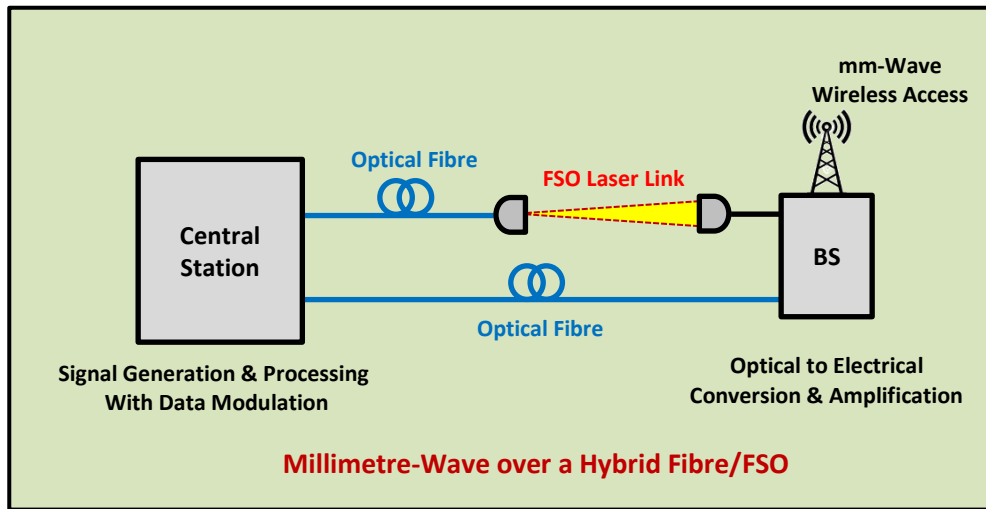 mm-Wave
Wireless Access
Optical Fibre
FSO Laser Link
Central
Station
BS
Optical Fibre
Signal Generation & Processing
With Data Modulation
Optical to Electrical
Conversion & Amplification
Millimetre-Wave over a Hybrid Fibre/FSO